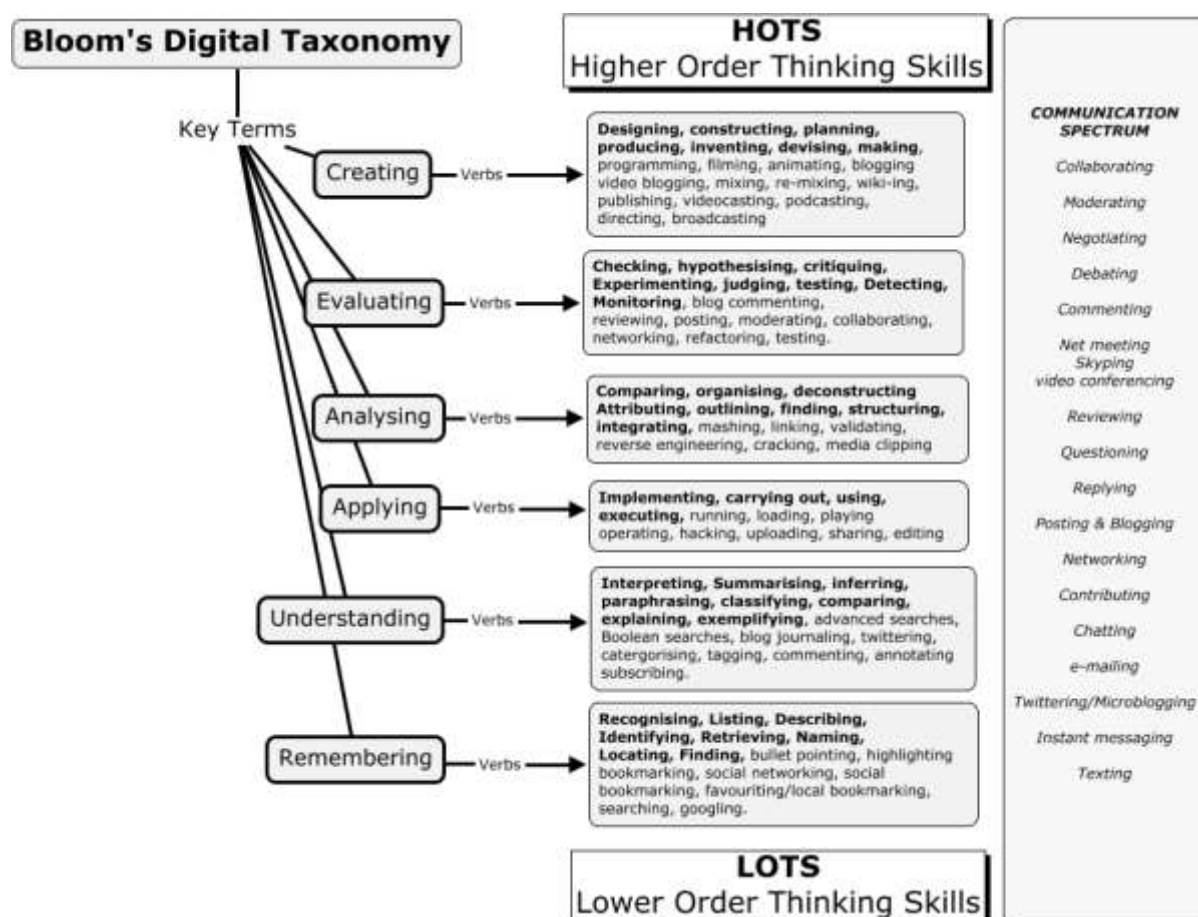 Bloom's Digital Taxonomy
HOTS
Higher Order Thinking Skills
Key Terms
Creating
Verbs
Designing, constructing, planning,
producing, inventing, devising, making,
programming, filming, animating, blogging
video blogging, mixing, re-mixing, wiki-ing,
publishing, videocasting, podcasting,
directing, broadcasting
Evaluating
Verbs
Checking, hypothesising, critiquing,
Experimenting, judging, testing, Detecting,
Monitoring, blog commenting,
reviewing, posting, moderating, collaborating,
networking, refactoring, testing.
Analysing
Verbs
Comparing, organising, deconstructing
Attributing, outlining, finding, structuring,
integrating, mashing, linking, validating,
reverse engineering, cracking, media clipping
Applying
Verbs
Implementing, carrying out, using,
executing, running, loading, playing
operating, hacking, uploading, sharing, editing
Understanding
Verbs
Interpreting, Summarising, inferring,
paraphrasing, classifying, comparing,
explaining, exemplifying, advanced searches,
Boolean searches, blog journaling, twittering,
catergorising, tagging, commenting, annotating
subscribing.
Remembering
Verbs
Recognising, Listing, Describing,
Identifying, Retrieving, Naming,
Locating, Finding, bullet pointing, highlighting
bookmarking, social networking, social
bookmarking, favouriting/local bookmarking,
searching, googling.
LOTS
Lower Order Thinking Skills
COMMUNICATION
SPECTRUM
Collaborating
Moderating
Negotiating
Debating
Commenting
Net meeting
Skyping
video conferencing
Reviewing
Questioning
Replying
Posting & Blogging
Networking
Contributing
Chatting
e-mailing
Twittering/Microblogging
Instant messaging
Texting